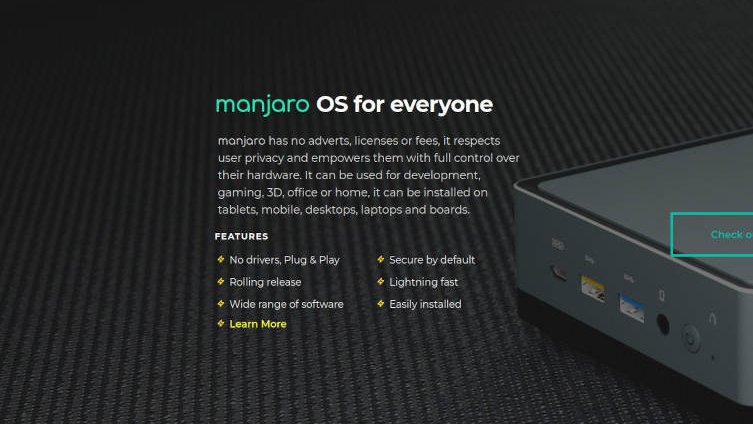 manjaro OS for everyone
manjaro has no adverts, licenses or fees, it respects
user privacy and empowers them with full control over
their hardware. It can be used for development,
gaming, 3D, office or home, it can be installed on
tablets, mobile, desktops, laptops and boards.
FEATURES
No drivers, Plug & Play
Secure by default
Rolling release
Lightning fast
Wide range of software
Easily installed
Learn More
Check o